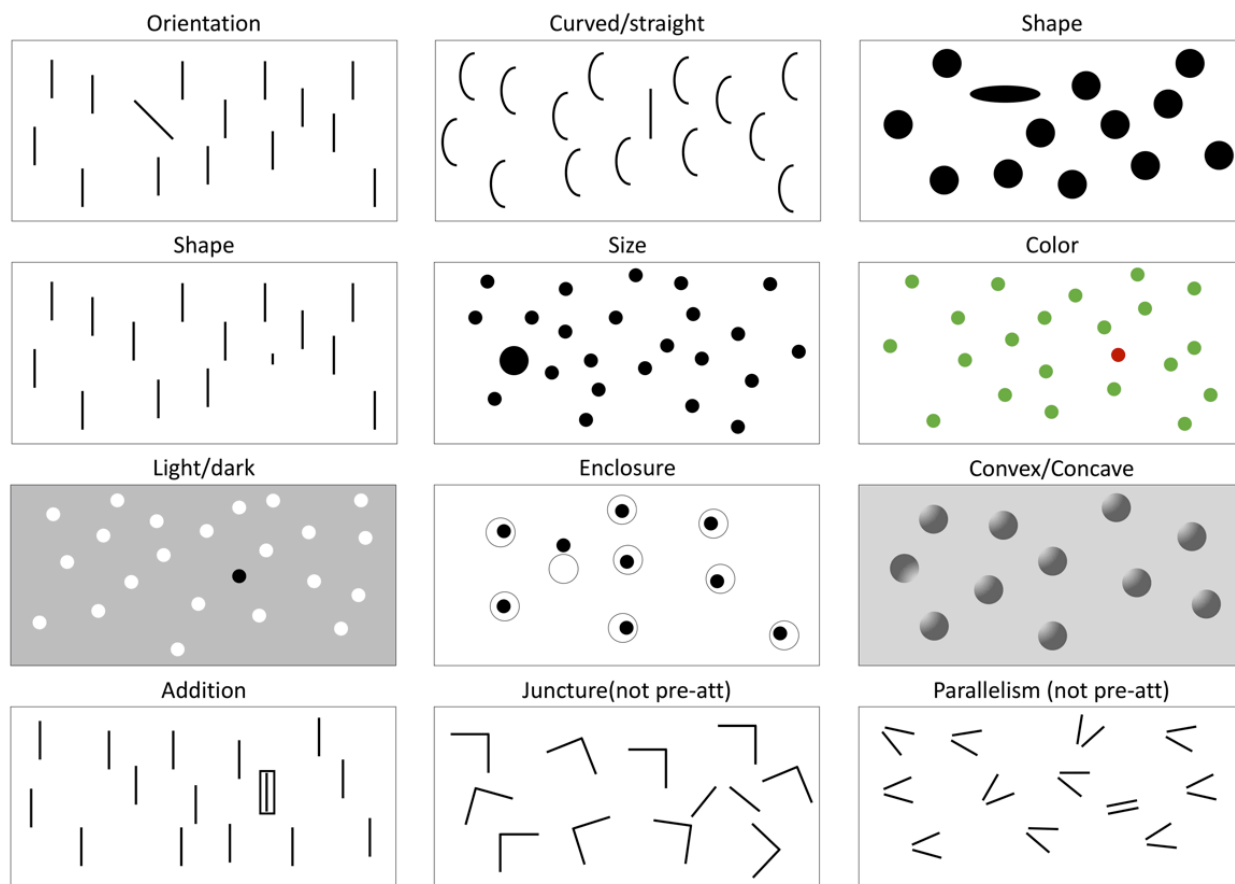 Orientation
Curved/straight
Shape
Shape
Size
Color
Light/dark
Enclosure
Convex/Concave
Addition
Juncture(not pre-att)
Parallelism (not pre-att)